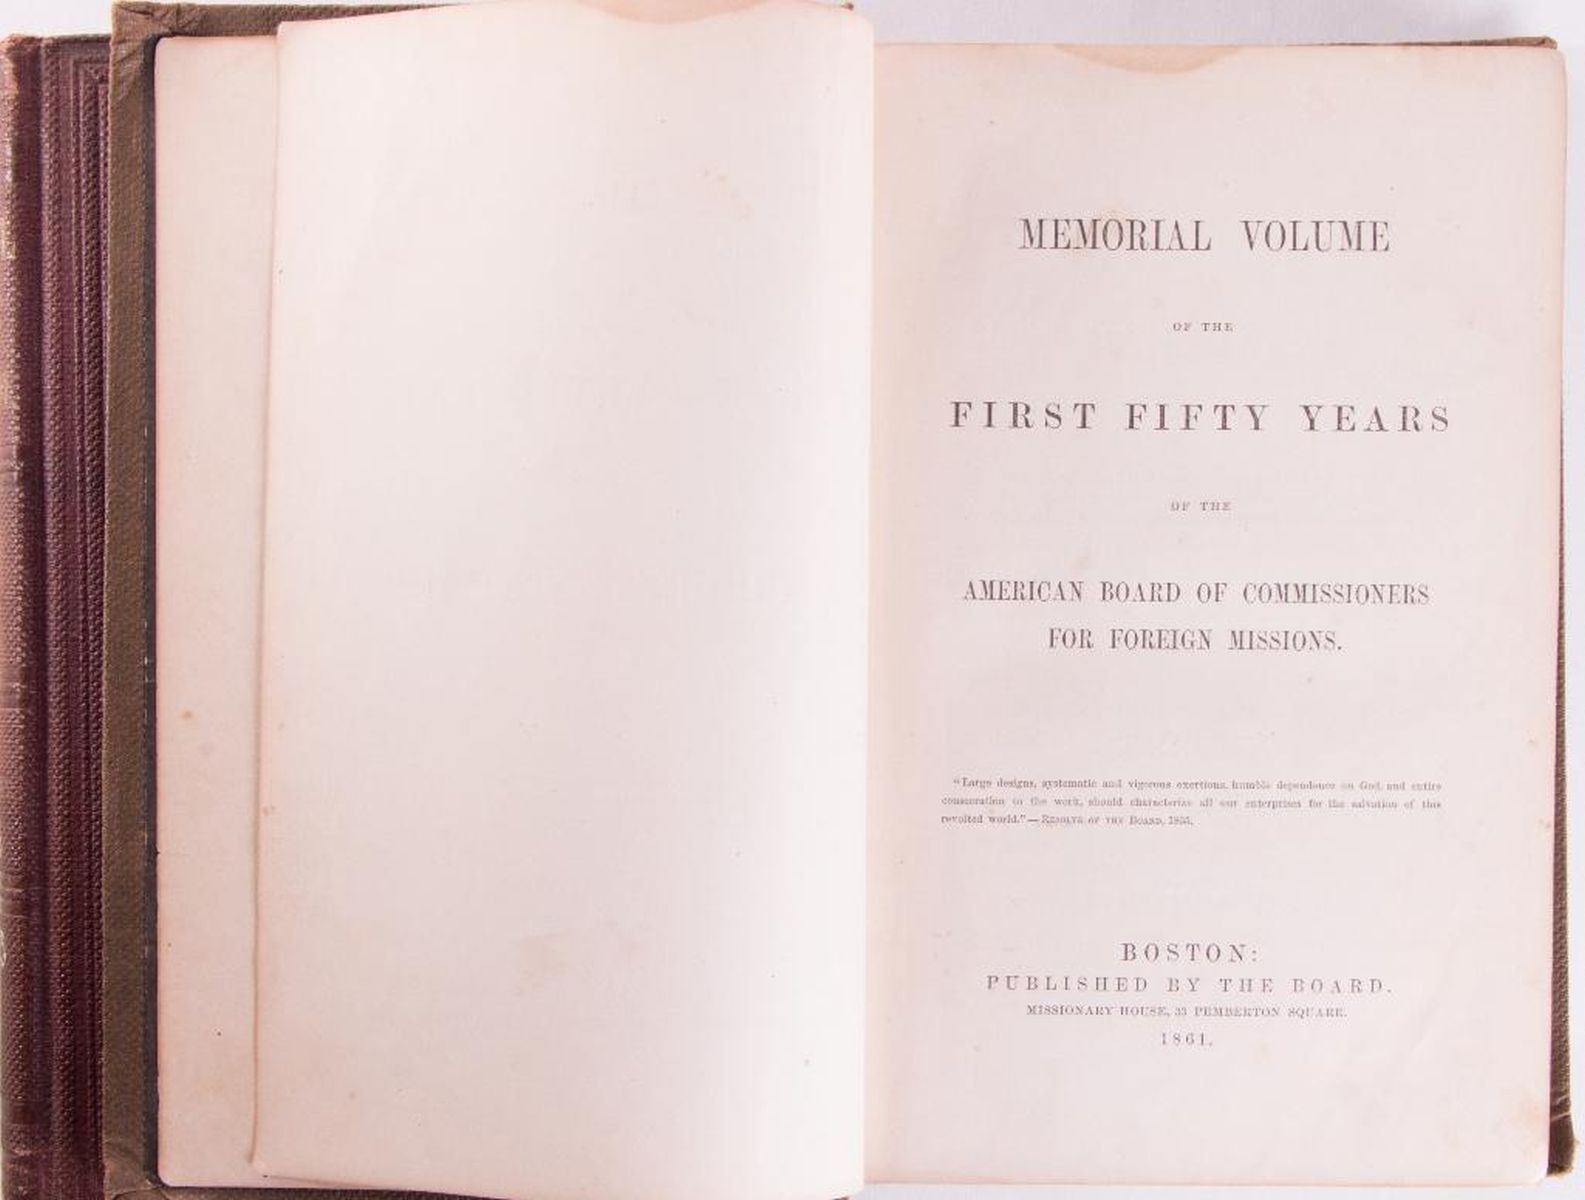 MEMORIAL VOLUME
OF THE
FIRST FIFTY YEARS
OF THE
AMERICAN BOARD OF COMMISSIONERS
FOR FOREIGN MISSIONS.
"Large designs, systematic and vigorous exertions, humble dependence on God, and entire
consecration to the work, should characterize all our enterprises for the salvation of this
revolted world."—RESOLVE OF THE BOARD, 1835.
BOSTON:
PUBLISHED BY THE BOARD.
MISSIONARY HOUSE, 33 PEMBERTON SQUARE.
1861.